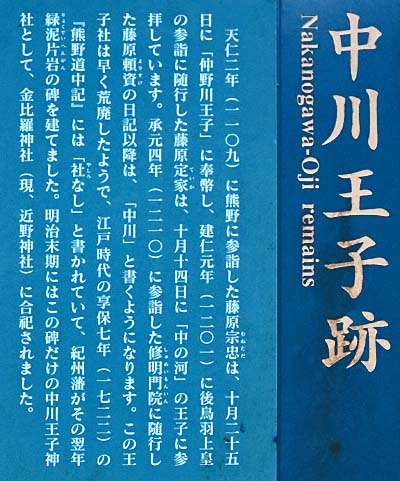 中川王子跡
Nakanogawa-Oji remains
天仁二年（一一〇九）に熊野に参詣した藤原宗忠は、十月二十五
日に「仲野川王子」に奉幣し、建仁元年（一二〇一）に後鳥羽上皇
の参詣に随行した藤原定家は、十月十四日に「中の河」の王子に参
拝しています。承元四年（一二一〇）に参詣した修明門院に随行し
た藤原頼資の日記以降は、「中川」と書くようになります。この王
子社は早く荒廃したようで、江戸時代の享保七年（一七二二）の
『熊野道中記』には「社なし」と書かれていて、紀州藩がその翌年
緑泥片岩の碑を建てました。明治末期にはこの碑だけの中川王子神
社として、金比羅神社（現、近野神社）に合祀されました。